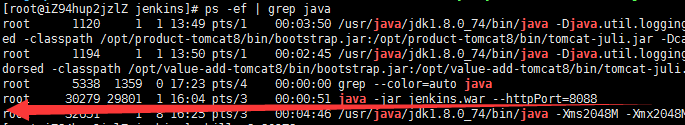 [root@iZ94hup2jzlZ jenkins]# ps -ef | grep java
root 1120 1 1 13:49 pts/1 00:03:50 /usr/java/jdk1.8.0_74/bin/java -Djava.util.logging
ed -classpath /opt/product-tomcat8/bin/bootstrap.jar:/opt/product-tomcat8/bin/tomcat-juli.jar -Dca
root 1194 1 1 13:50 pts/1 00:02:45 /usr/java/jdk1.8.0_74/bin/java -Djava.util.logging
dorsed -classpath /opt/value-add-tomcat8/bin/bootstrap.jar:/opt/value-add-tomcat8/bin/tomcat-juli.
root 5338 1359 0 17:23 pts/4 00:00:00 grep --color=auto java
root 30279 29801 1 16:04 pts/3 00:00:51 java -jar jenkins.war --httpPort=8088
root 1 8 16:25 pts/3 00:04:46 /usr/java/jdk1.8.0_74/bin/java -Xms2048M -Xmx2048M